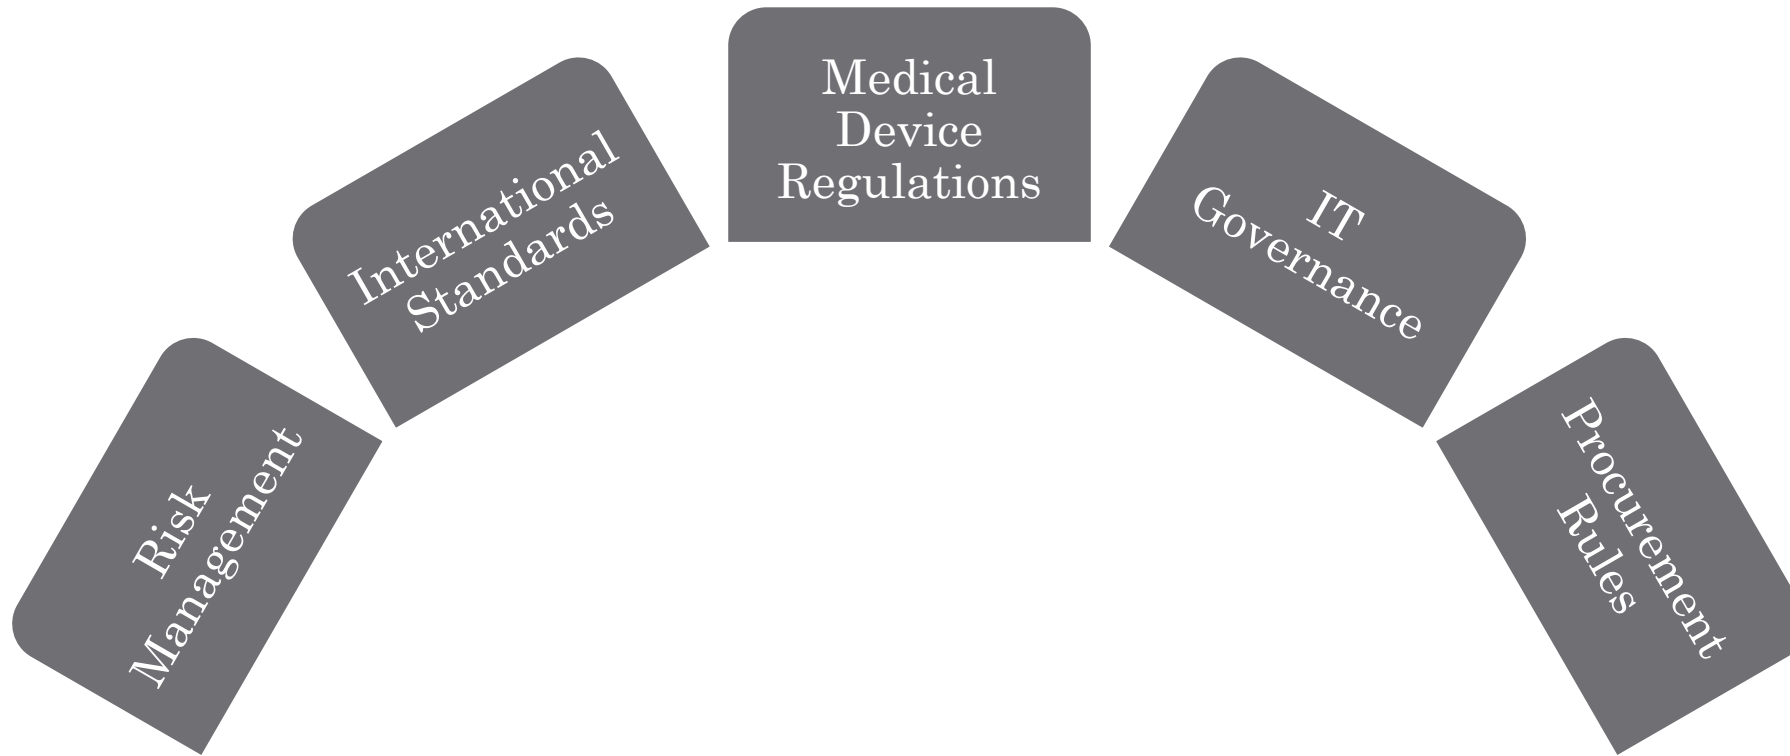 Risk
Management
International
Standards
Medical
Device
Regulations
IT
Governance
Procurement
Rules